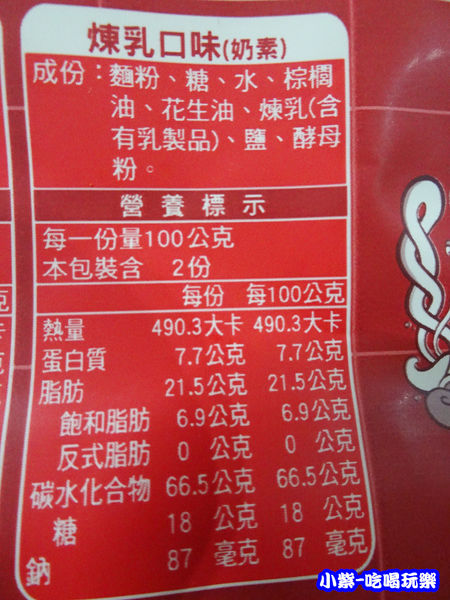 煉乳口味(奶素)
成份：麵粉、糖、水、棕櫚
油、花生油、煉乳(含
有乳製品)、鹽、酵母
粉。
營養標示
每一份量100公克
本包裝含 2份
每份 每100公克
熱量 490.3大卡 490.3大卡
蛋白質 7.7公克 7.7公克
脂肪 21.5公克 21.5公克
飽和脂肪 6.9公克 6.9公克
反式脂肪 0 公克 0 公克
碳水化合物 66.5公克 66.5公克
糖 18 公克 18 公克
鈉 87 毫克 87 毫克
小紫-吃喝玩樂